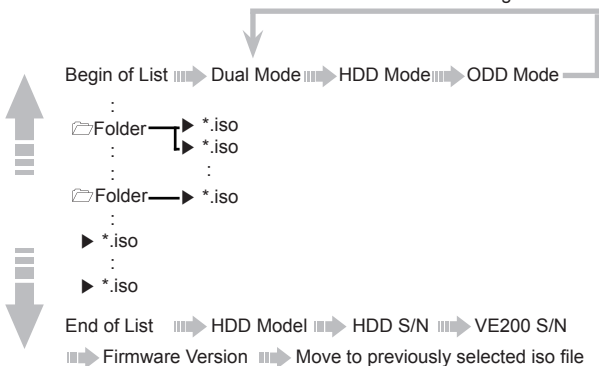 Begin of List Dual Mode HDD Mode ODD Mode
:
Folder *.iso
: *.iso
: :
Folder *.iso
:
*.iso
:
*.iso
End of List HDD Model HDD S/N VE200 S/N
Firmware Version Move to previously selected iso file